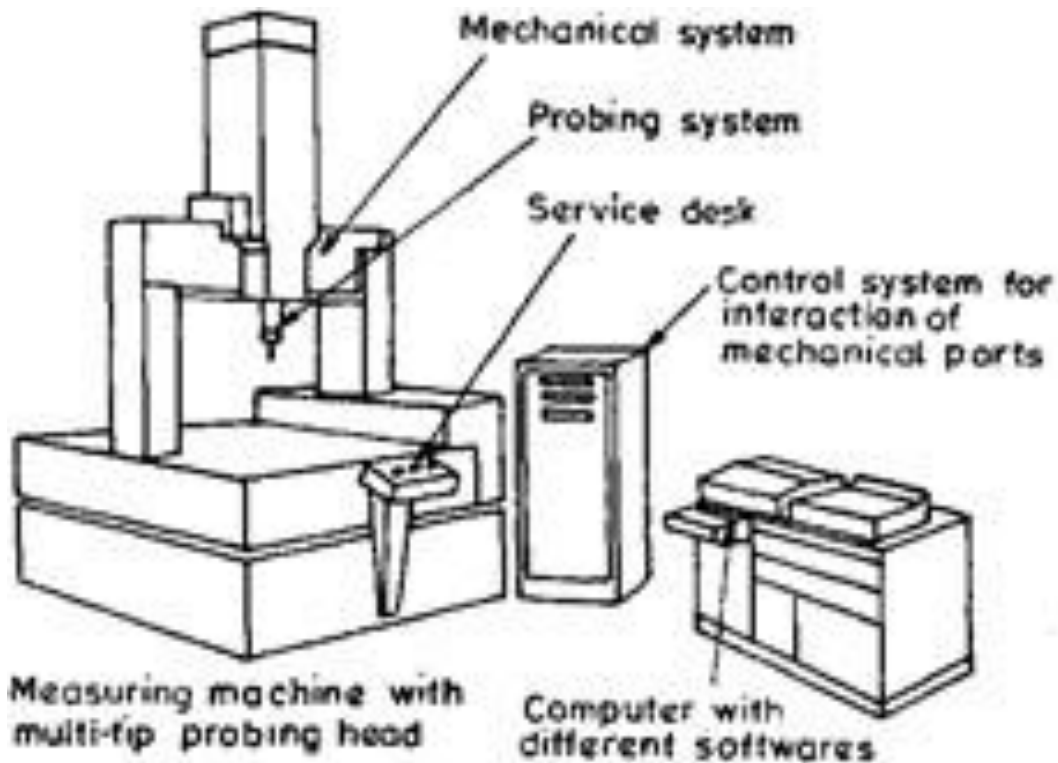 Mechanical system
Probing system
Service desk
Control system for
interaction of
mechanical parts
Measuring machine with
multi-tip probing head
Computer with
different softwares